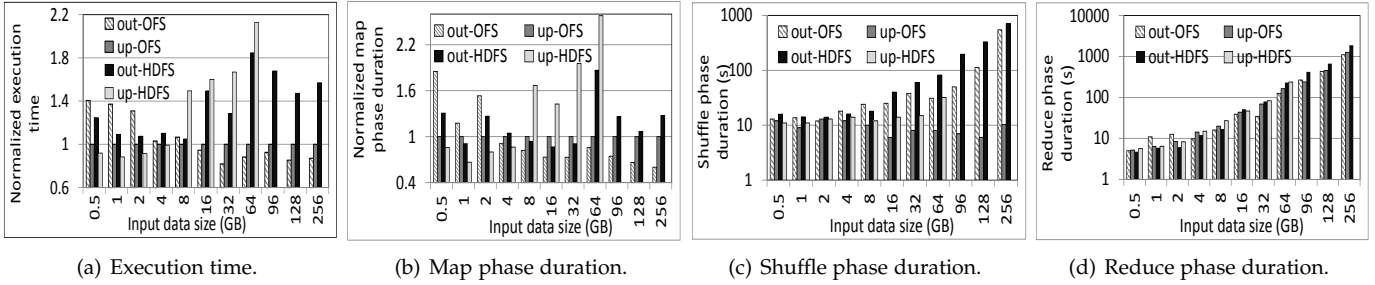 2.2
1.8
1.4
1
0.6
Normalized execution
time
out-OFS
up-OFS
out-HDFS
up-HDFS
0.5
1
2
4
8
16
32
64
96
128
256
Input data size (GB)
(a) Execution time.
2.2
1.6
1
0.4
Normalized map
phase duration
out-OFS
up-OFS
out-HDFS
up-HDFS
0.5
1
2
4
8
16
32
64
96
128
256
Input data size (GB)
(b) Map phase duration.
1000
100
10
1
Shuffle phase
duration (s)
out-OFS
up-OFS
out-HDFS
up-HDFS
0.5
1
2
4
8
16
32
64
96
128
256
Input data size (GB)
(c) Shuffle phase duration.
10000
1000
100
10
1
Reduce phase
duration (s)
out-OFS
up-OFS
out-HDFS
up-HDFS
0.5
1
2
4
8
16
32
64
96
128
256
Input data size (GB)
(d) Reduce phase duration.